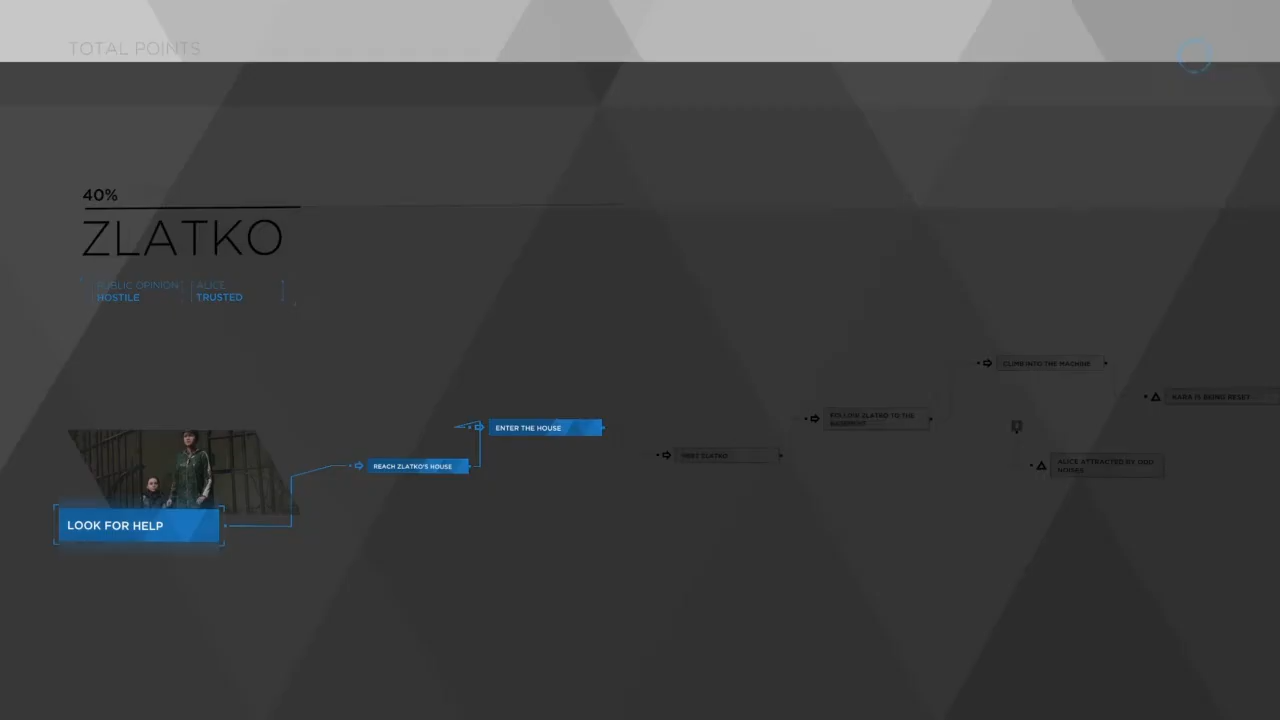 TOTAL POINTS
40%
ZLATKO
PUBLIC OPINION
HOSTILE
ALICE
TRUSTED
CLIMB INTO THE MACHINE
KARA IS BEING RESET
FOLLOW ZLATKO TO THE
BASEMENT
ENTER THE HOUSE
MEET ZLATKO
ALICE ATTRACTED BY ODD
NOISES
REACH ZLATKO'S HOUSE
LOOK FOR HELP